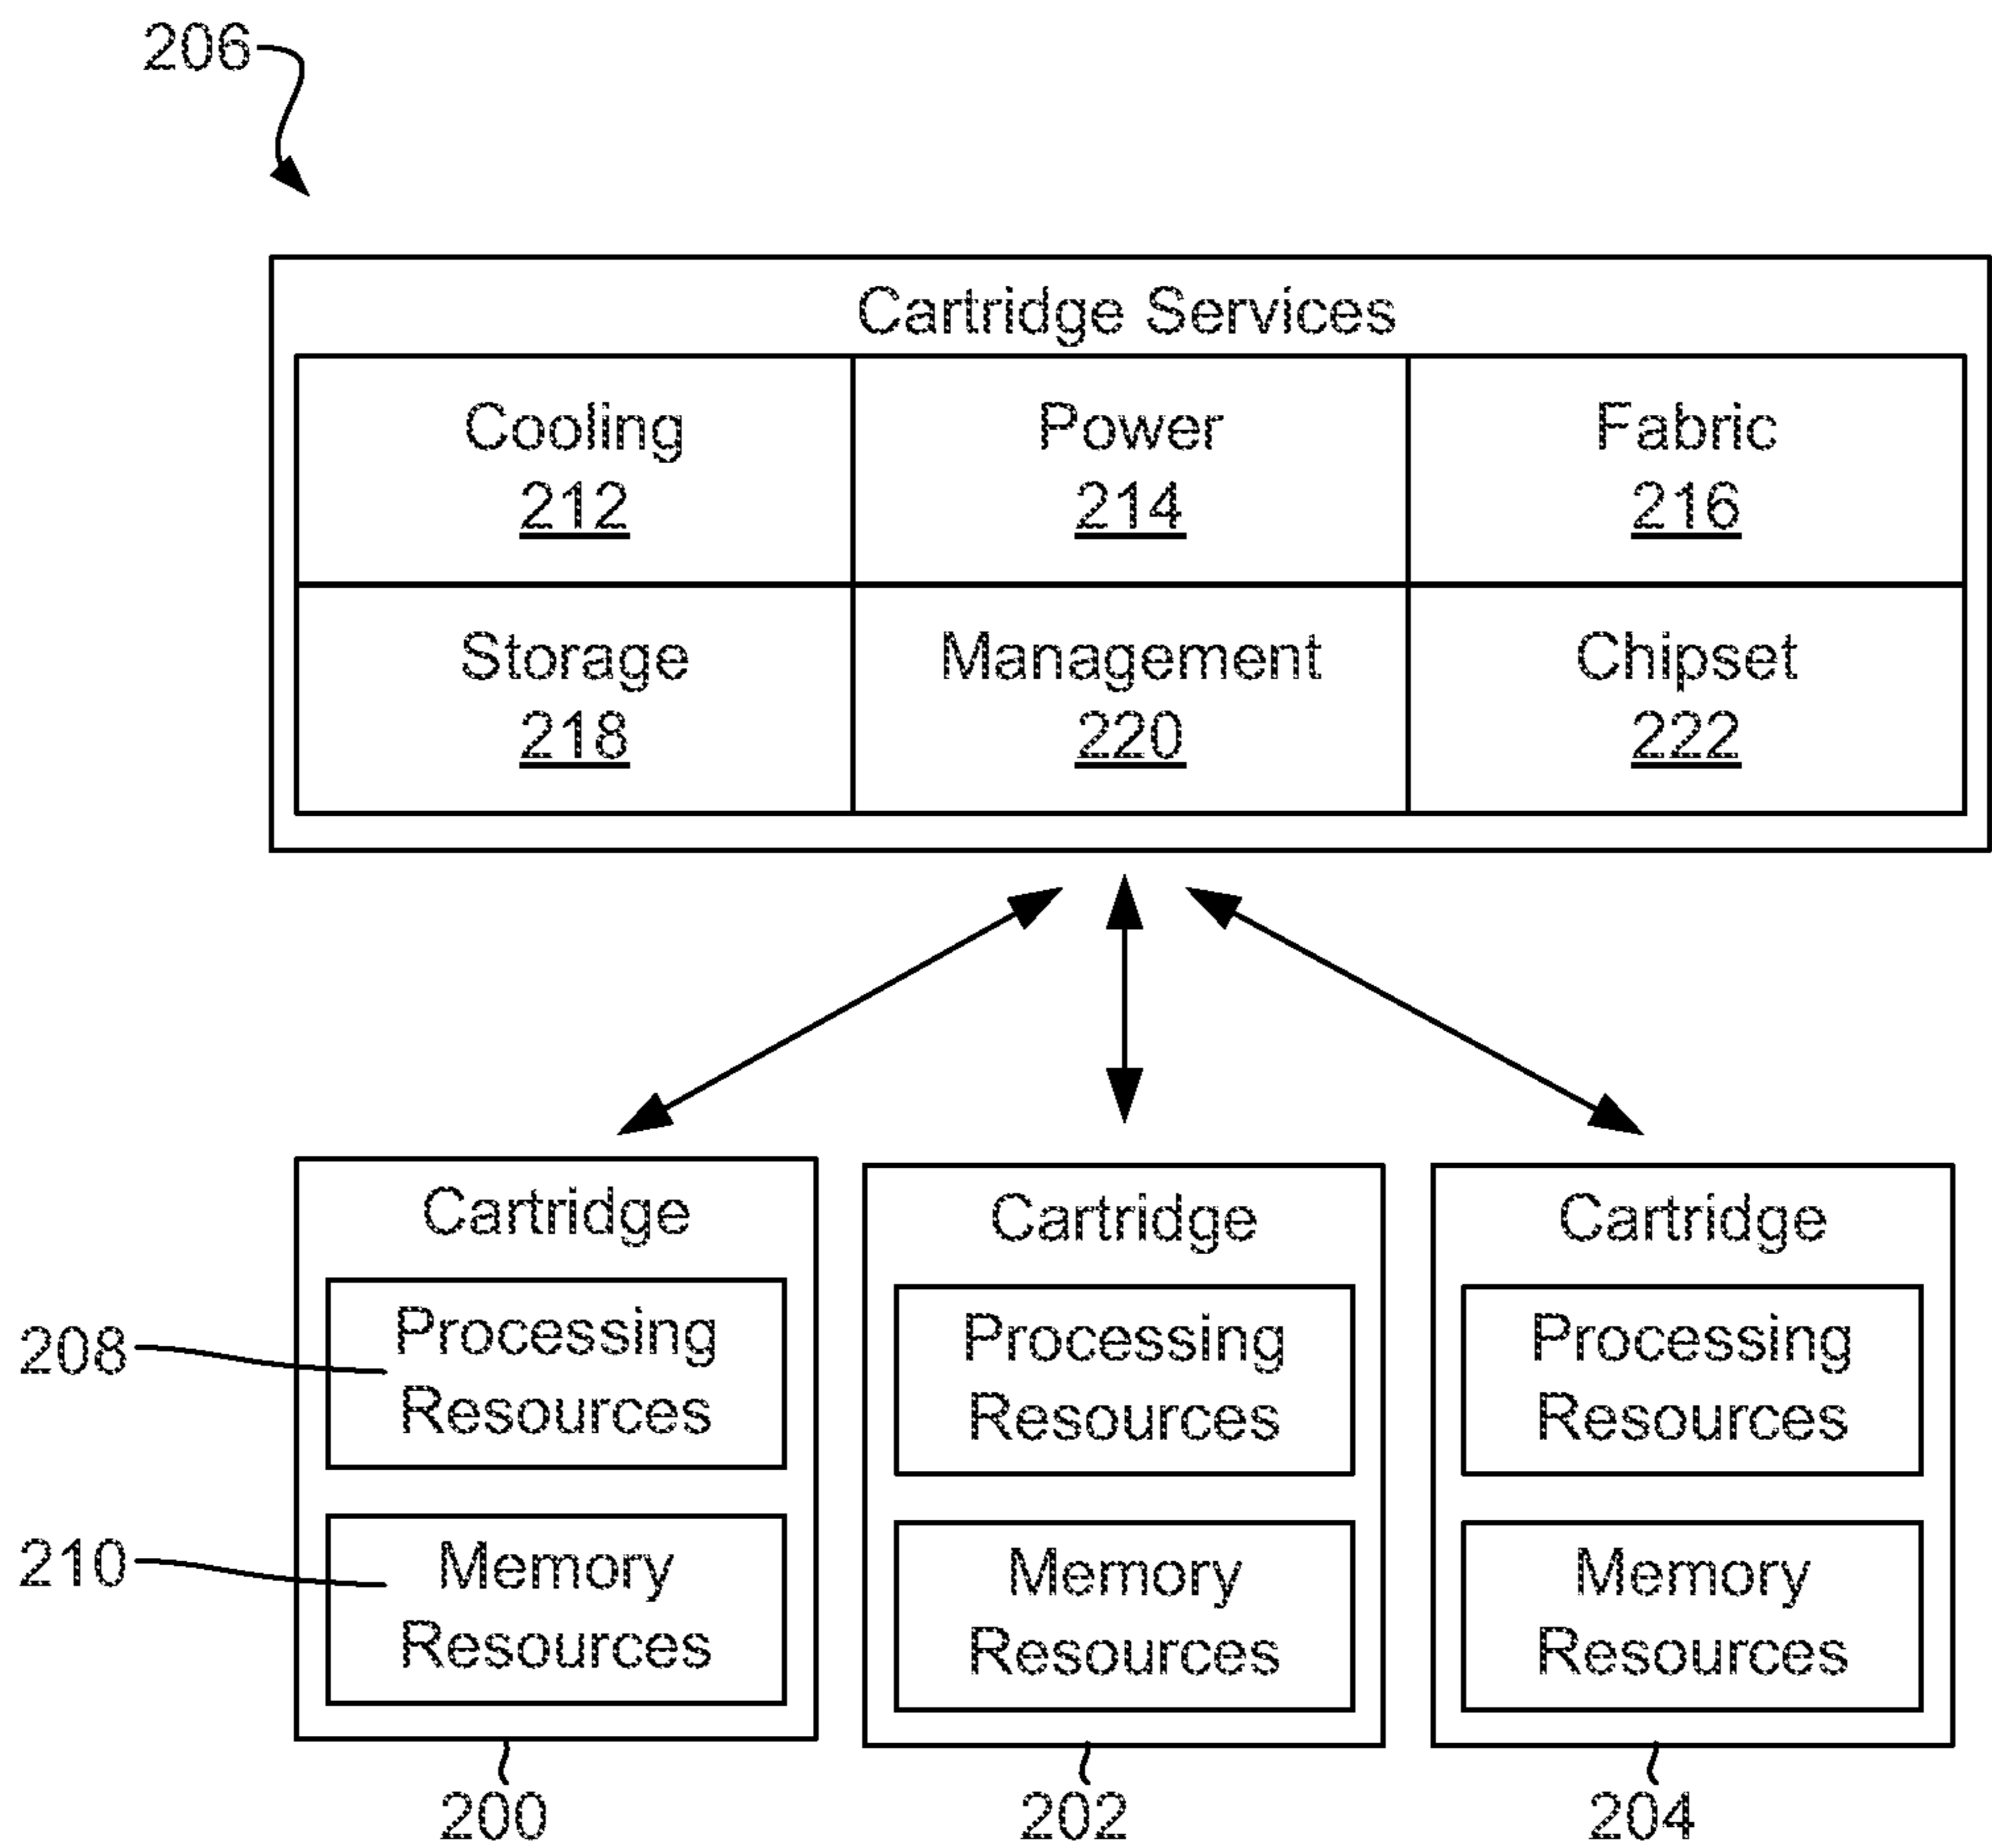 206
Cartridge Services
Cooling
212
Power
214
Fabric
216
Storage
218
Management
220
Chipset
222
Cartridge
Processing
Resources
Memory
Resources
208
210
200
Cartridge
Processing
Resources
Memory
Resources
202
Cartridge
Processing
Resources
Memory
Resources
204